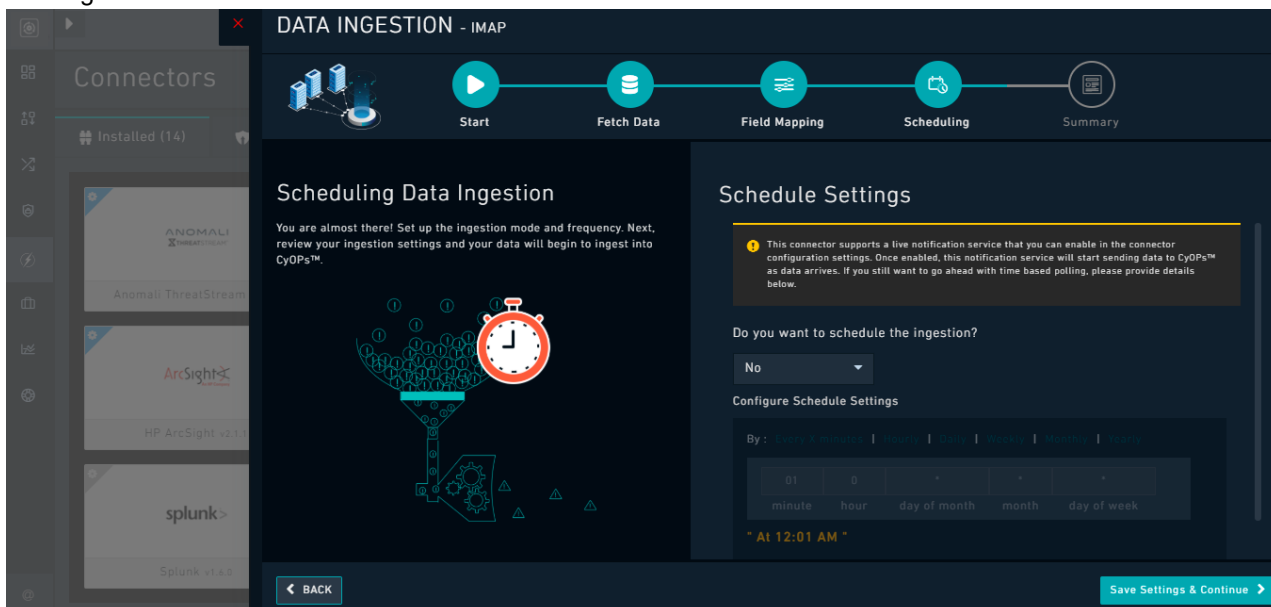 DATA INGESTION - IMAP
Connectors
Start
Fetch Data
Field Mapping
Scheduling
Summary
Installed (14)
Scheduling Data Ingestion
You are almost there! Set up the ingestion mode and frequency. Next,
review your ingestion settings and your data will begin to ingest into
CyOPs™.
ANOMALI
THREATSTREAM
Anomali ThreatStream
ArcSight
HP ArcSight v2.1.1
splunk>
Splunk v1.6.0
Schedule Settings
This connector supports a live notification service that you can enable in the connector
configuration settings. Once enabled, this notification service will start sending data to CyOPs™
as data arrives. If you still want to go ahead with time based polling, please provide details
below.
Do you want to schedule the ingestion?
No
Configure Schedule Settings
By : Every X minutes | Hourly | Daily | Weekly | Monthly | Yearly
01 0 * * *
minute hour day of month month day of week
" At 12:01 AM "
BACK
Save Settings & Continue